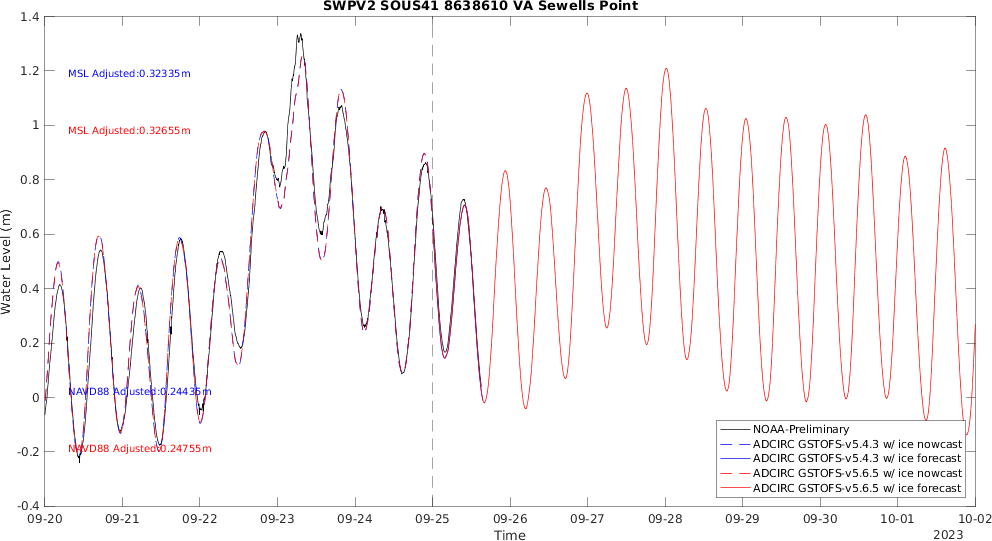 SWPV2 SOUS41 8638610 VA Sewells Point
1.4
1.2
1
0.8
0.6
0.4
0.2
0
-0.2
-0.4
Water Level (m)
MSL Adjusted:0.32335m
MSL Adjusted:0.32655m
NAVD88 Adjusted:0.24435m
NAVD88 Adjusted:0.24755m
NOAA-Preliminary
ADCIRC GSTOFS-v5.4.3 w/ ice nowcast
ADCIRC GSTOFS-v5.4.3 w/ ice forecast
ADCIRC GSTOFS-v5.6.5 w/ ice nowcast
ADCIRC GSTOFS-v5.6.5 w/ ice forecast
09-20 09-21 09-22 09-23 09-24 09-25 09-26 09-27 09-28 09-29 09-30 10-01 10-02
Time
2023